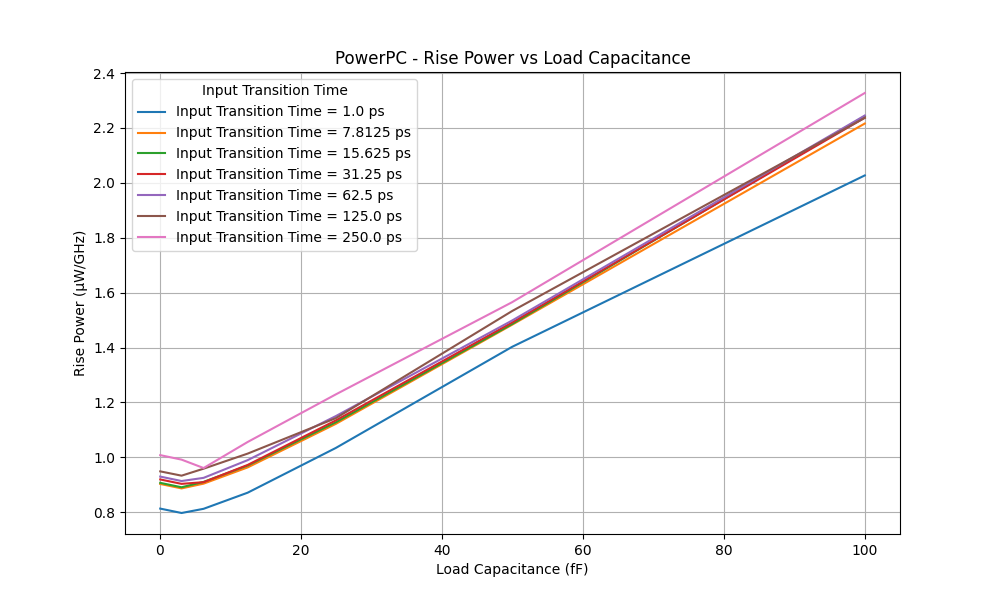 PowerPC - Rise Power vs Load Capacitance
Input Transition Time
Input Transition Time = 1.0 ps
Input Transition Time = 7.8125 ps
Input Transition Time = 15.625 ps
Input Transition Time = 31.25 ps
Input Transition Time = 62.5 ps
Input Transition Time = 125.0 ps
Input Transition Time = 250.0 ps
Rise Power (μW/GHz)
2.4
2.2
2.0
1.8
1.6
1.4
1.2
1.0
0.8
0 20 40 60 80 100
Load Capacitance (fF)